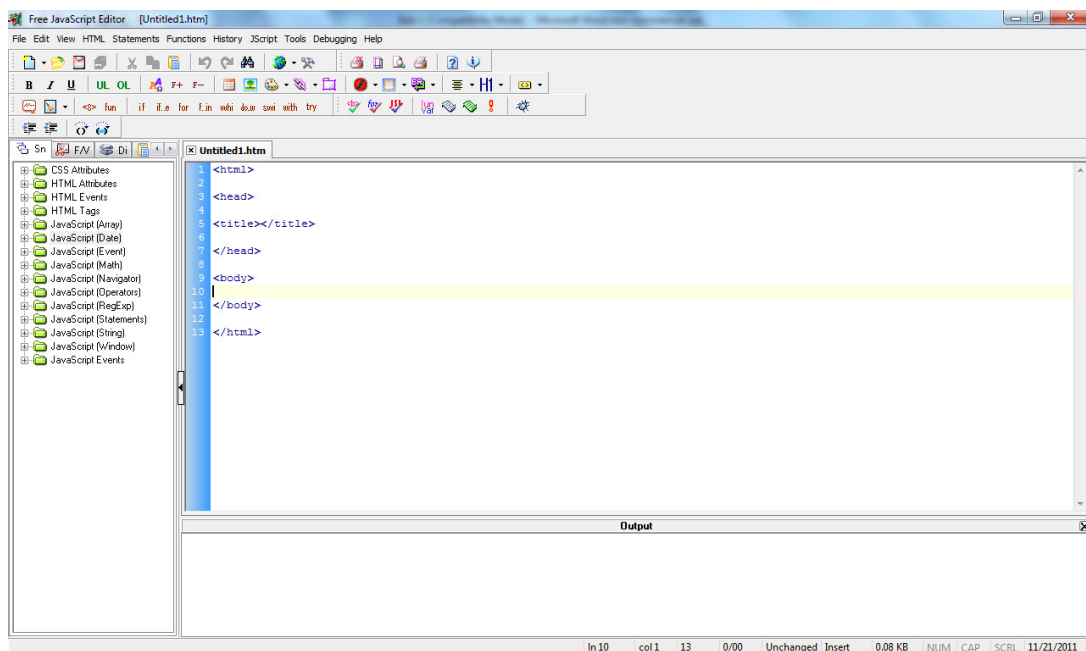 Free JavaScript Editor [Untitled1.htm]
File Edit View HTML Statements Functions History JScript Tools Debugging Help
B I U UL OL F+ F- H1
<> fun if if..e for f..in whi do..w swi with try
Sn F/V Di Untitled1.htm
CSS Attributes
HTML Attributes
HTML Events
HTML Tags
JavaScript (Array)
JavaScript (Date)
JavaScript (Event)
JavaScript (Math)
JavaScript (Navigator)
JavaScript (Operators)
JavaScript (RegExp)
JavaScript (Statements)
JavaScript (String)
JavaScript (Window)
JavaScript Events
1 <html>
2
3 <head>
4
5 <title></title>
6
7 </head>
8
9 <body>
10
11 </body>
12
13 </html>
Output
ln 10 col 1 13 0/00 Unchanged Insert 0.08 KB NUM CAP SCRL 11/21/2011